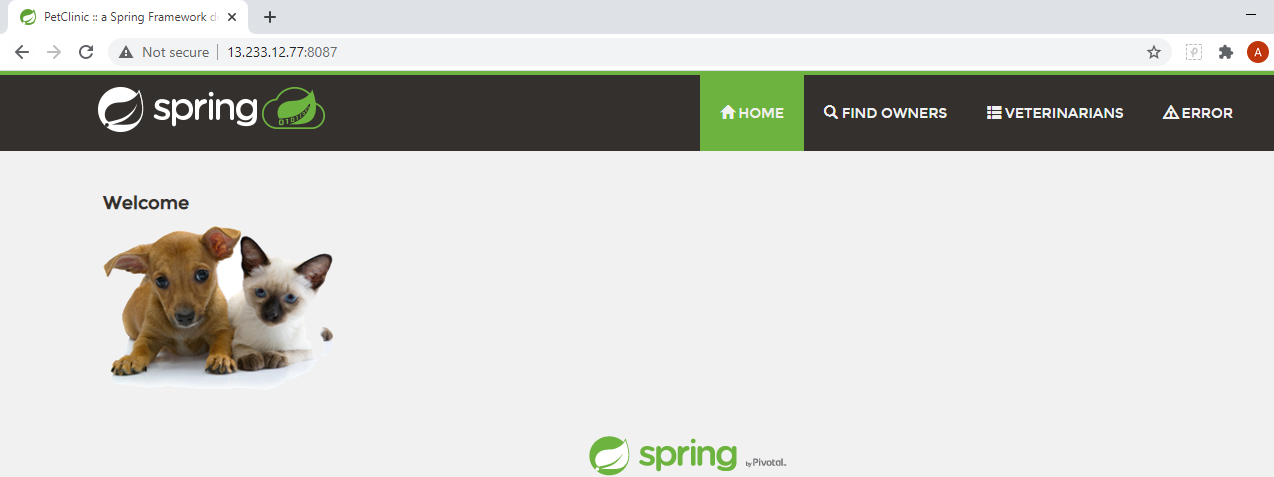 PetClinic :: a Spring Framework d
Not secure | 13.233.12.77:8087
A
spring
HOME
FIND OWNERS
VETERINARIANS
ERROR
Welcome
spring by Pivotal.